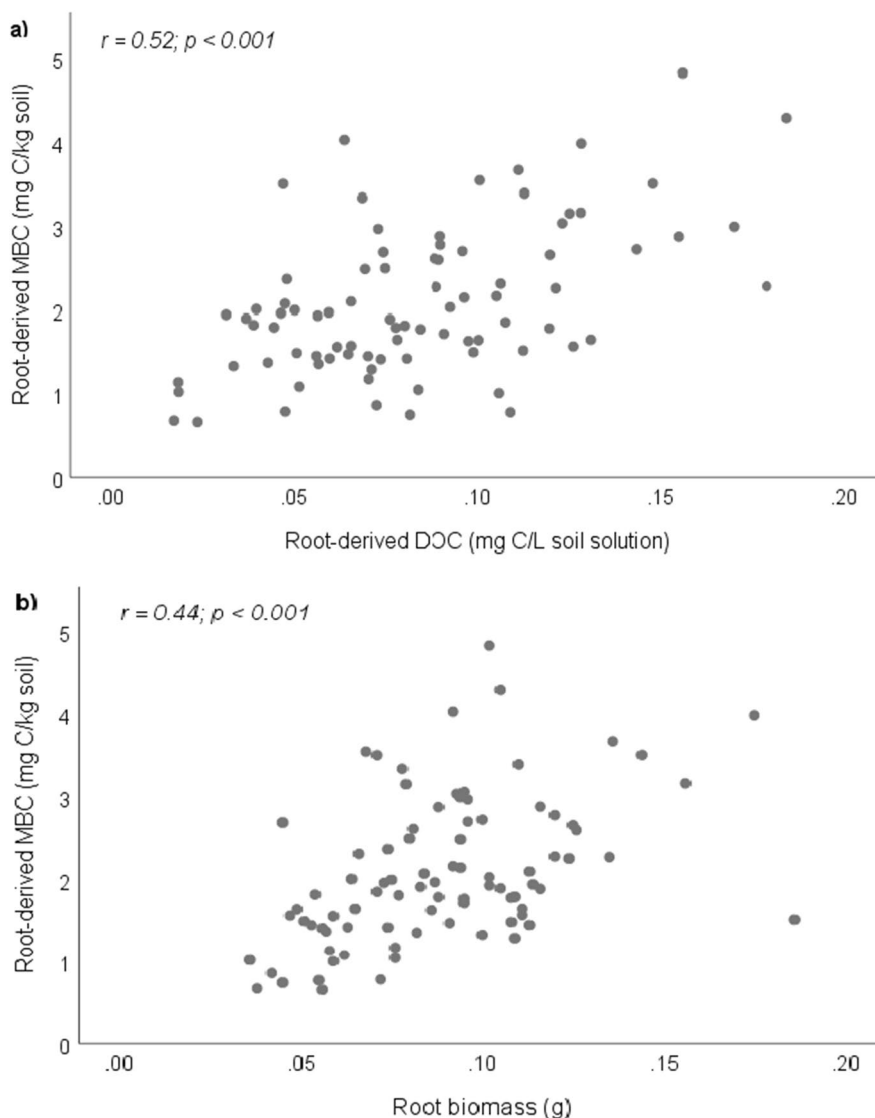 a)
r = 0.52; p < 0.001
Root-derived MBC (mg C/kg soil)
5
4
3
2
1
0
.00 .05 .10 .15 .20
Root-derived DOC (mg C/L soil solution)
b)
r = 0.44; p < 0.001
Root-derived MBC (mg C/kg soil)
5
4
3
2
1
0
.00 .05 .10 .15 .20
Root biomass (g)